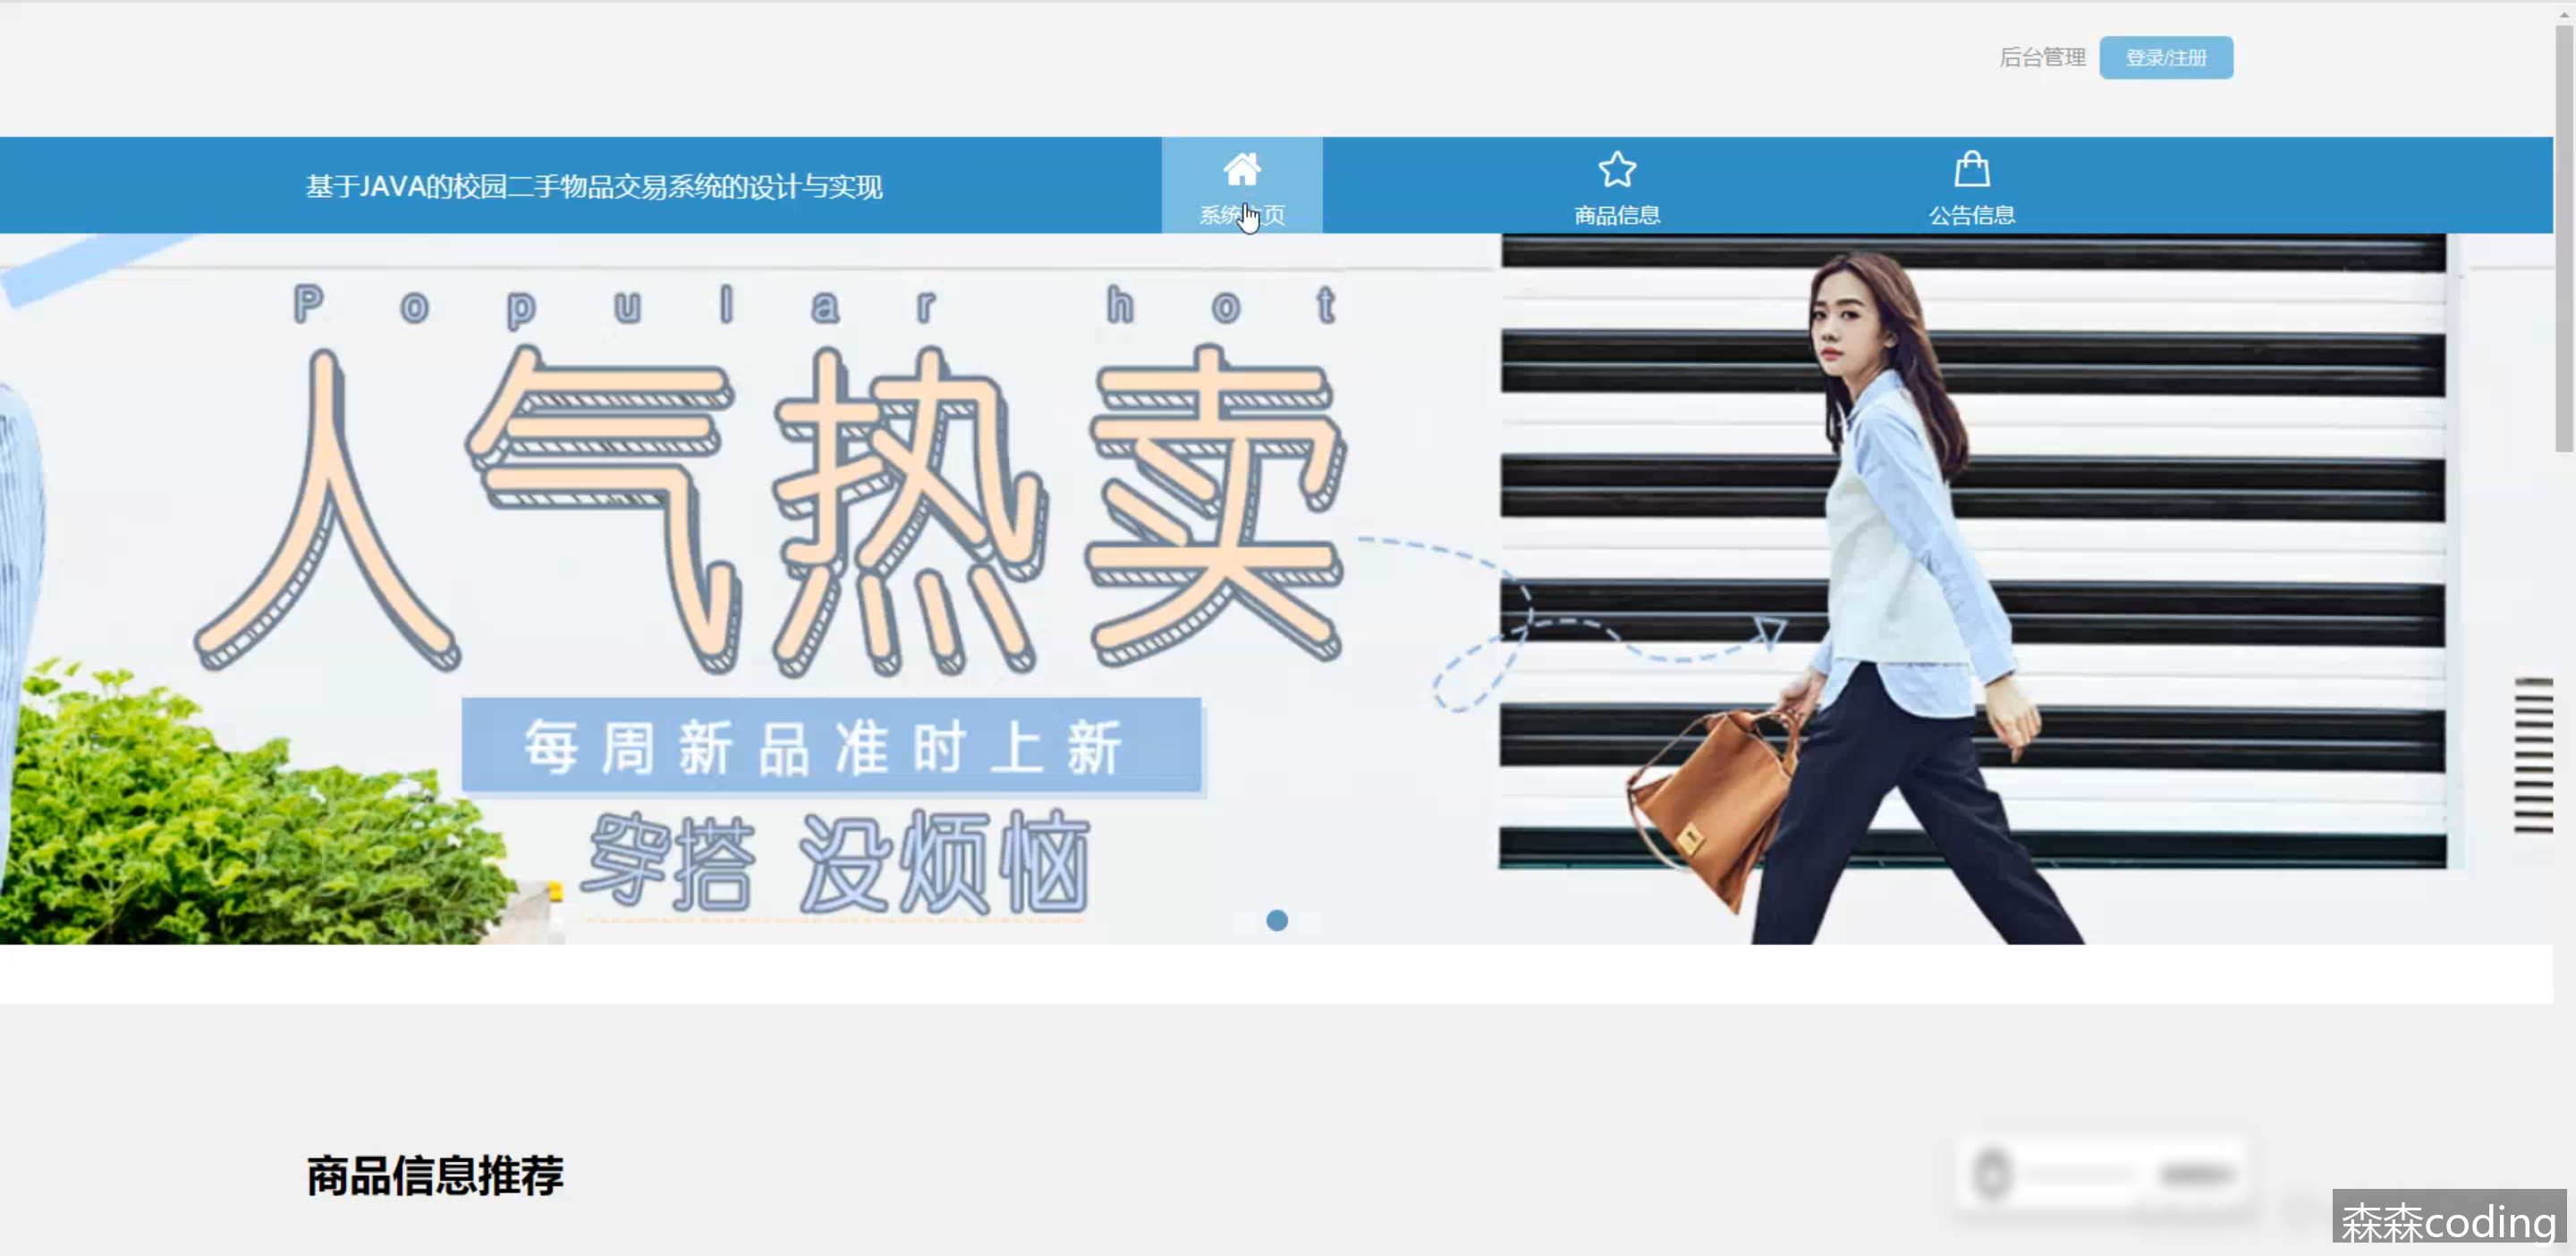 后台管理 登录/注册
基于JAVA的校园二手物品交易系统的设计与实现
系统主页 商品信息 公告信息
Popular hot
人气热卖
每周新品准时上新
穿搭 没烦恼
商品信息推荐
森森coding